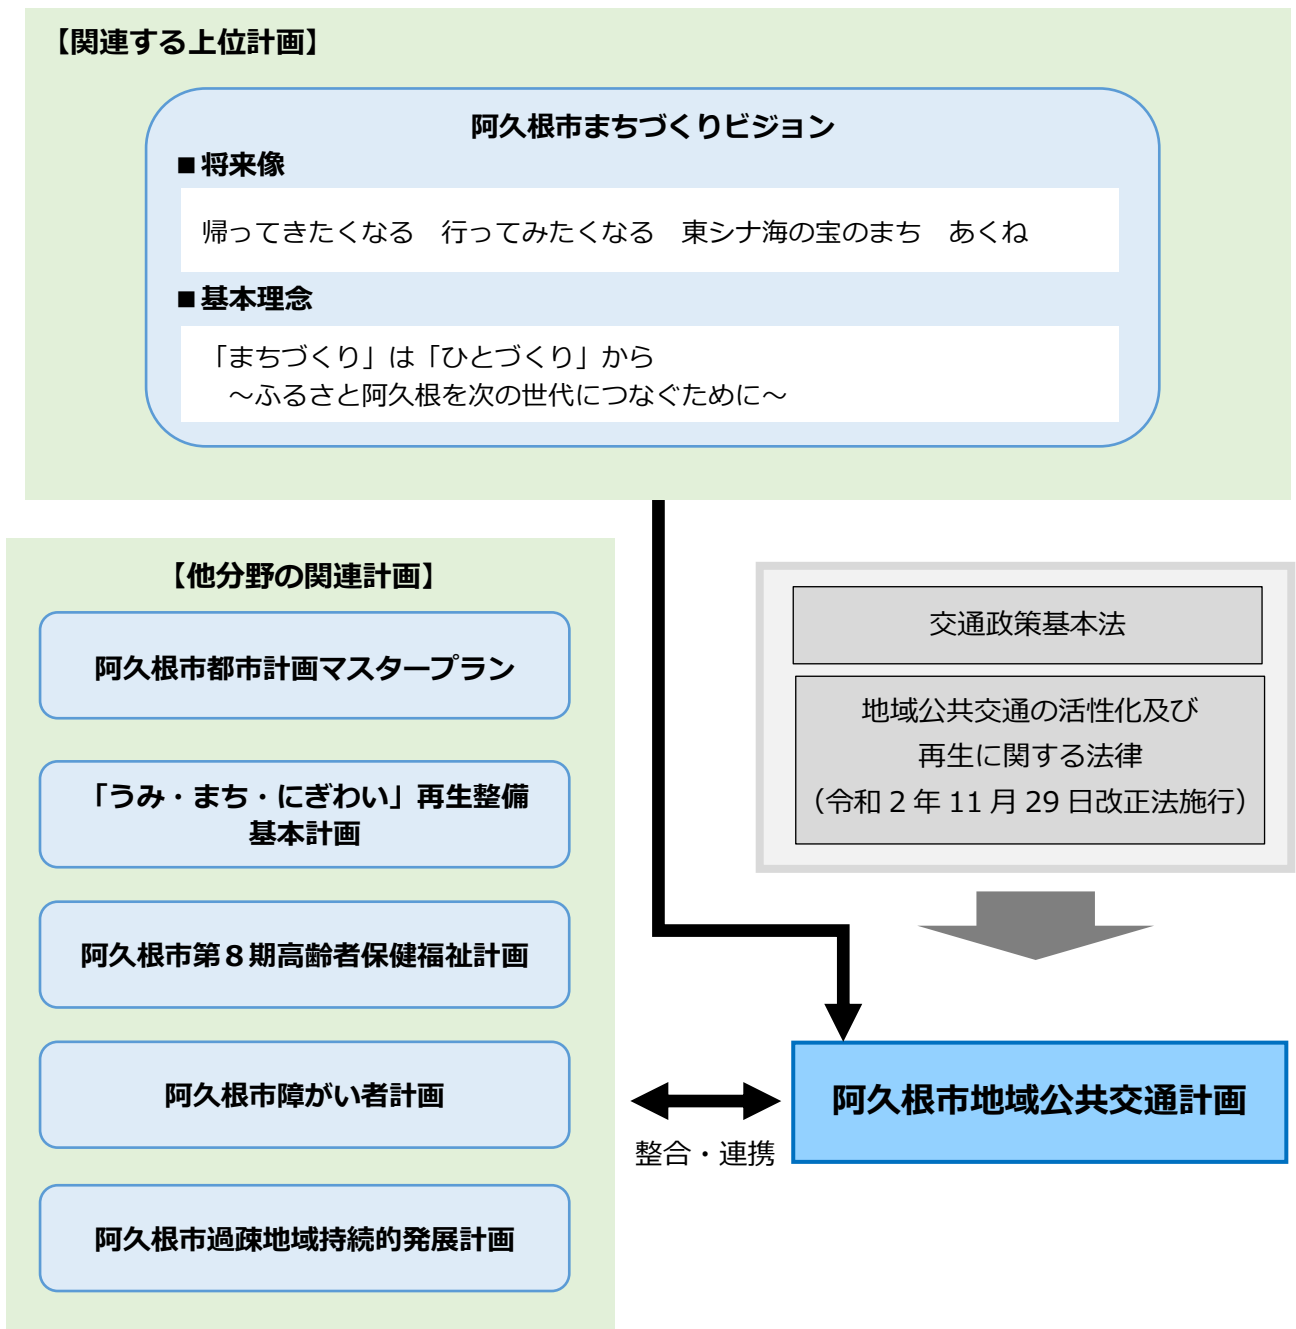 【関連する上位計画】
阿久根市まちづくりビジョン
■将来像
帰ってきたくなる　行ってみたくなる　東シナ海の宝のまち　あくね
■基本理念
「まちづくり」は「ひとづくり」から
～ふるさと阿久根を次の世代につなぐために～
【他分野の関連計画】
阿久根市都市計画マスタープラン
「うみ・まち・にぎわい」再生整備
基本計画
阿久根市第８期高齢者保健福祉計画
阿久根市障がい者計画
阿久根市過疎地域持続的発展計画
交通政策基本法
地域公共交通の活性化及び
再生に関する法律
（令和 2 年 11 月 29 日改正法施行）
整合・連携
阿久根市地域公共交通計画